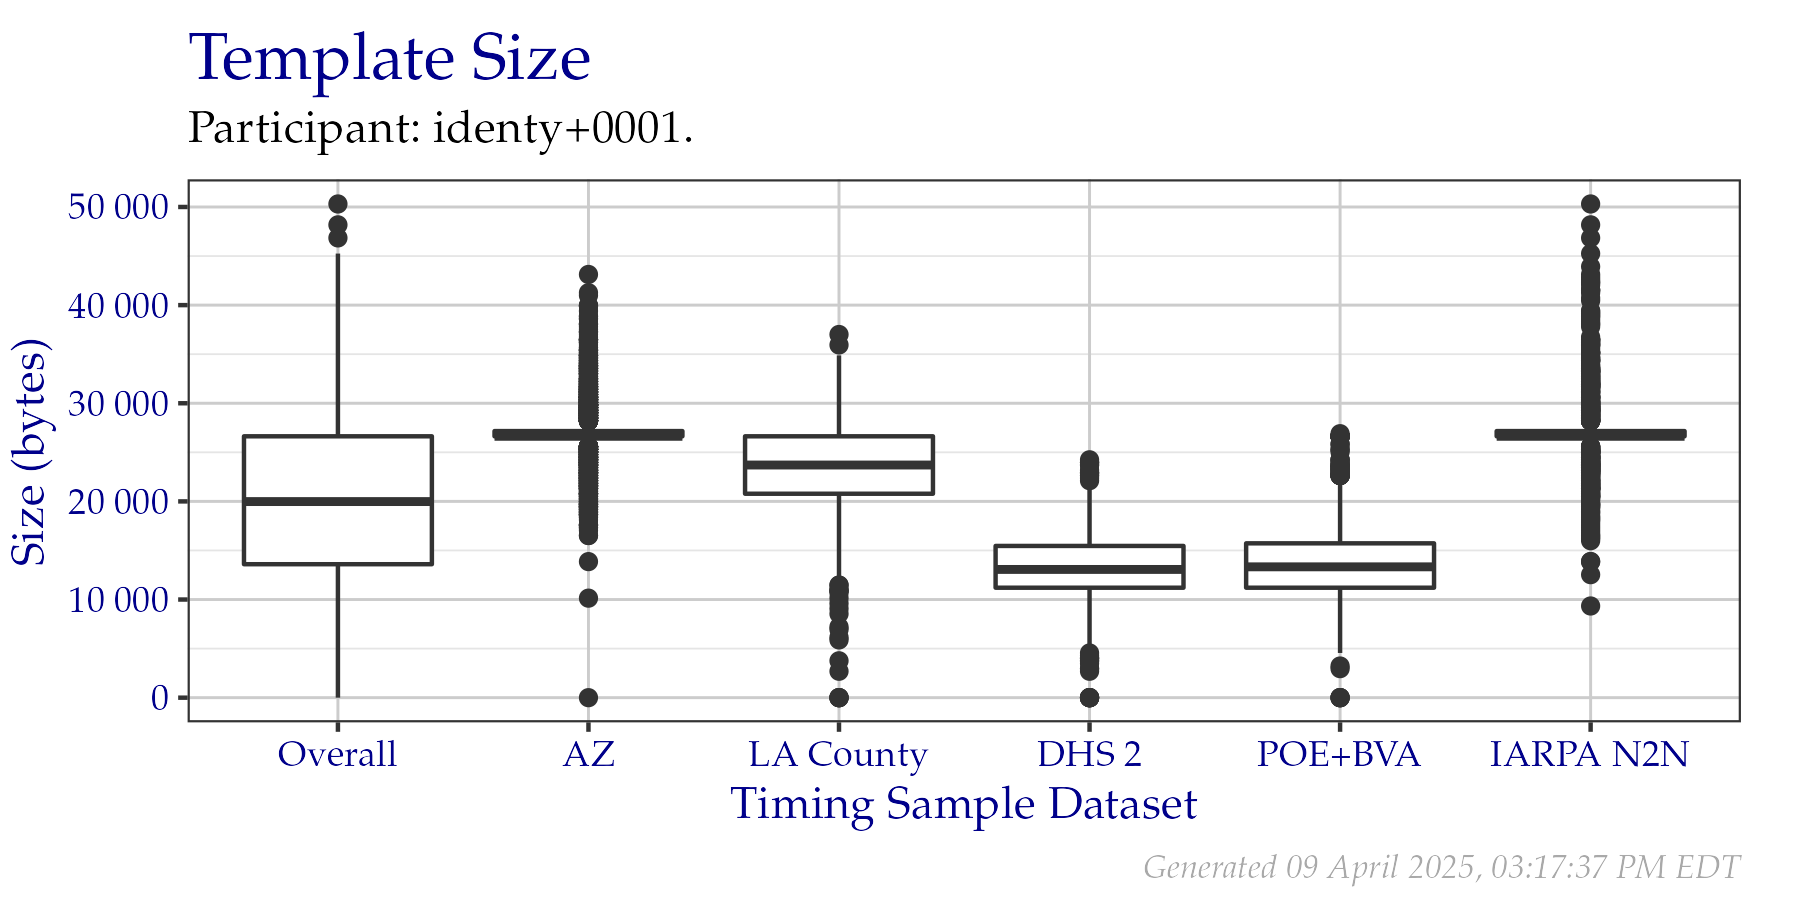 Template Size
Participant: identy+0001.
Size (bytes)
50 000
40 000
30 000
20 000
10 000
0
Overall AZ LA County DHS 2 POE+BVA IARPA N2N
Timing Sample Dataset
Generated 09 April 2025, 03:17:37 PM EDT